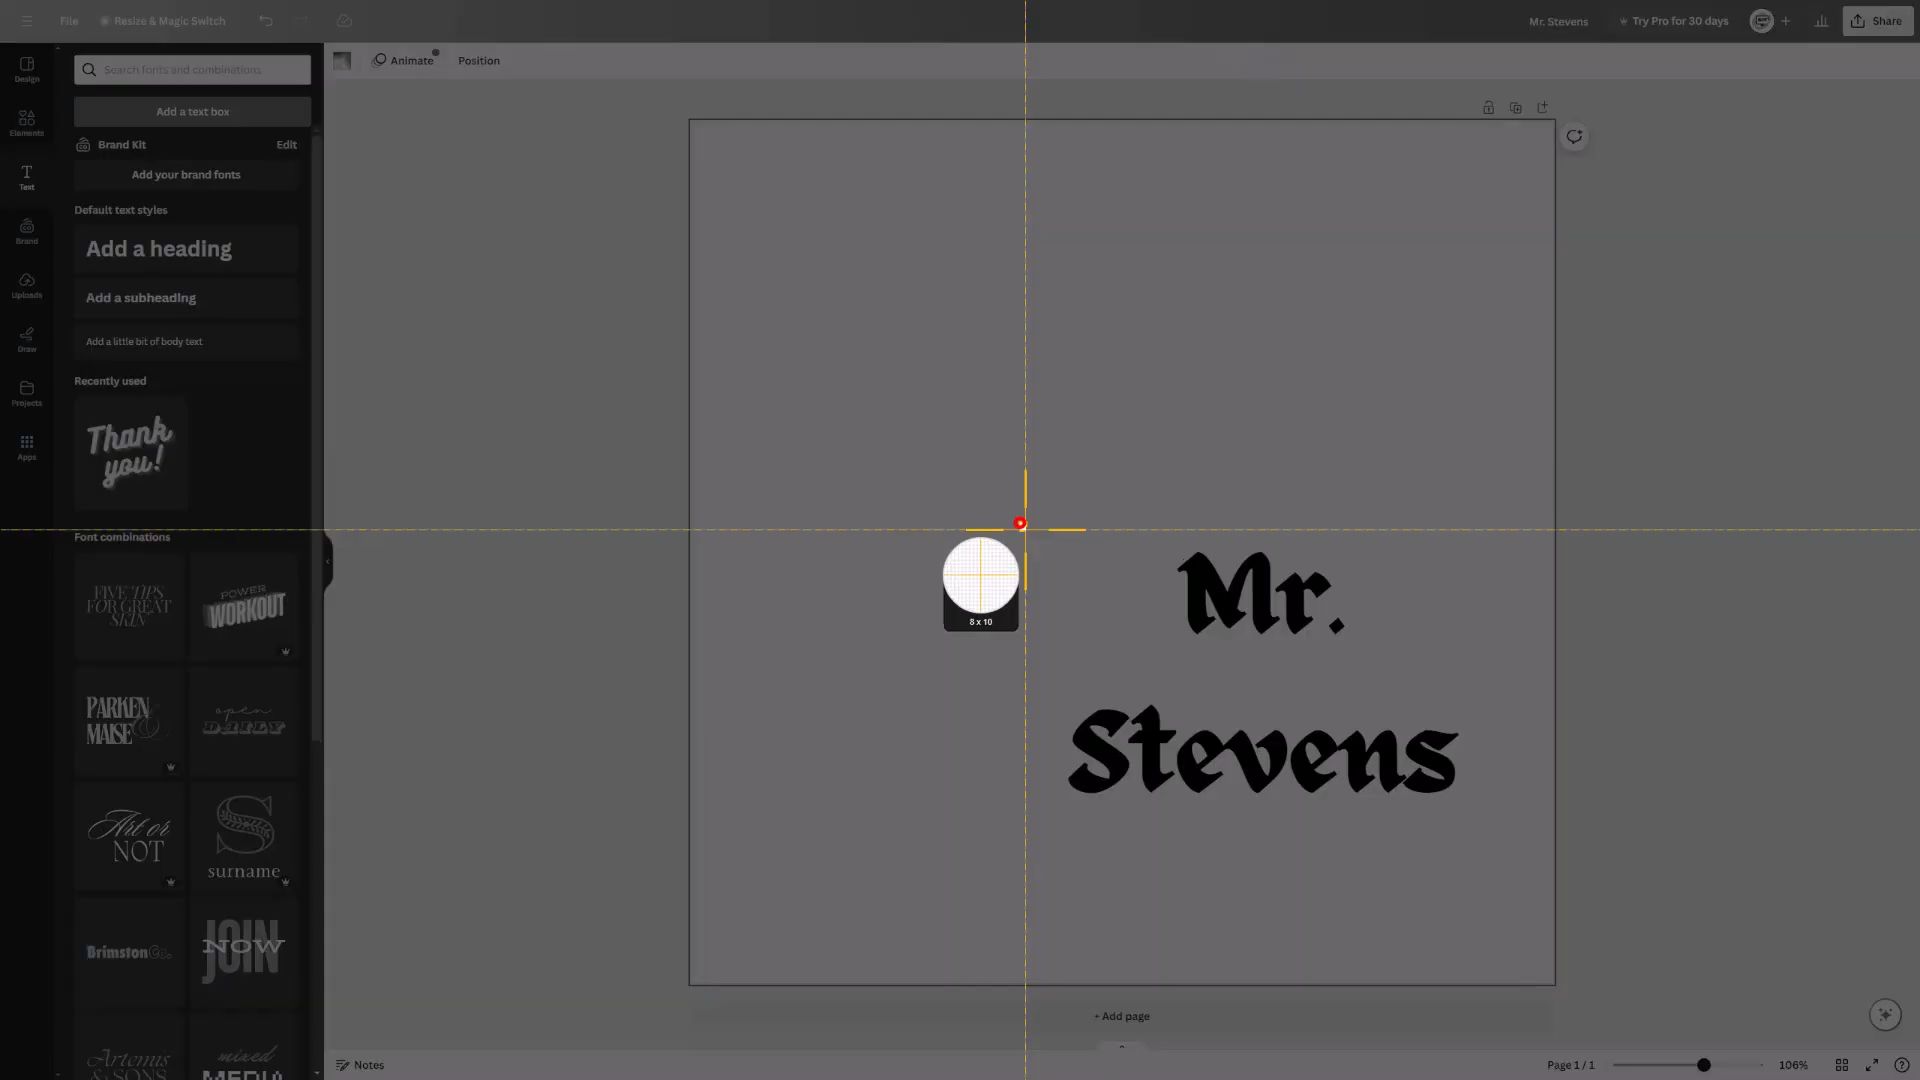 File
Resize & Magic Switch
Mr. Stevens
Try Pro for 30 days
Share
Design
Elements
Text
Brand
Uploads
Draw
Projects
Apps
Search fonts and combinations
Add a text box
Brand Kit
Edit
Add your brand fonts
Default text styles
Add a heading
Add a subheading
Add a little bit of body text
Recently used
Thank
you!
Font combinations
FIVE TIPS
FOR GREAT
SKIN
POWER
WORKOUT
PARKEN
& MAISE
open
DAILY
Art or
NOT
S
surname
Brimston Co.
JOIN
NOW
Artemis
& SONS
mixed
MEDIA
Animate
Position
8 x 10
Mr.
Stevens
+ Add page
Notes
Page 1 / 1
106%